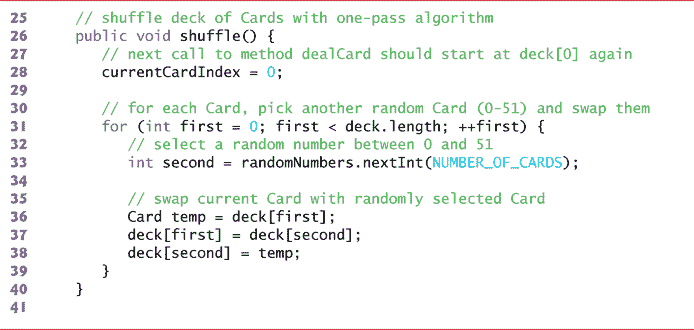 25 // shuffle deck of Cards with one-pass algorithm
26 public void shuffle() {
27 // next call to method dealCard should start at deck[0] again
28 currentCardIndex = 0;
29
30 // for each Card, pick another random Card (0-51) and swap them
31 for (int first = 0; first < deck.length; ++first) {
32 // select a random number between 0 and 51
33 int second = randomNumbers.nextInt(NUMBER_OF_CARDS);
34
35 // swap current Card with randomly selected Card
36 Card temp = deck[first];
37 deck[first] = deck[second];
38 deck[second] = temp;
39 }
40 }
41